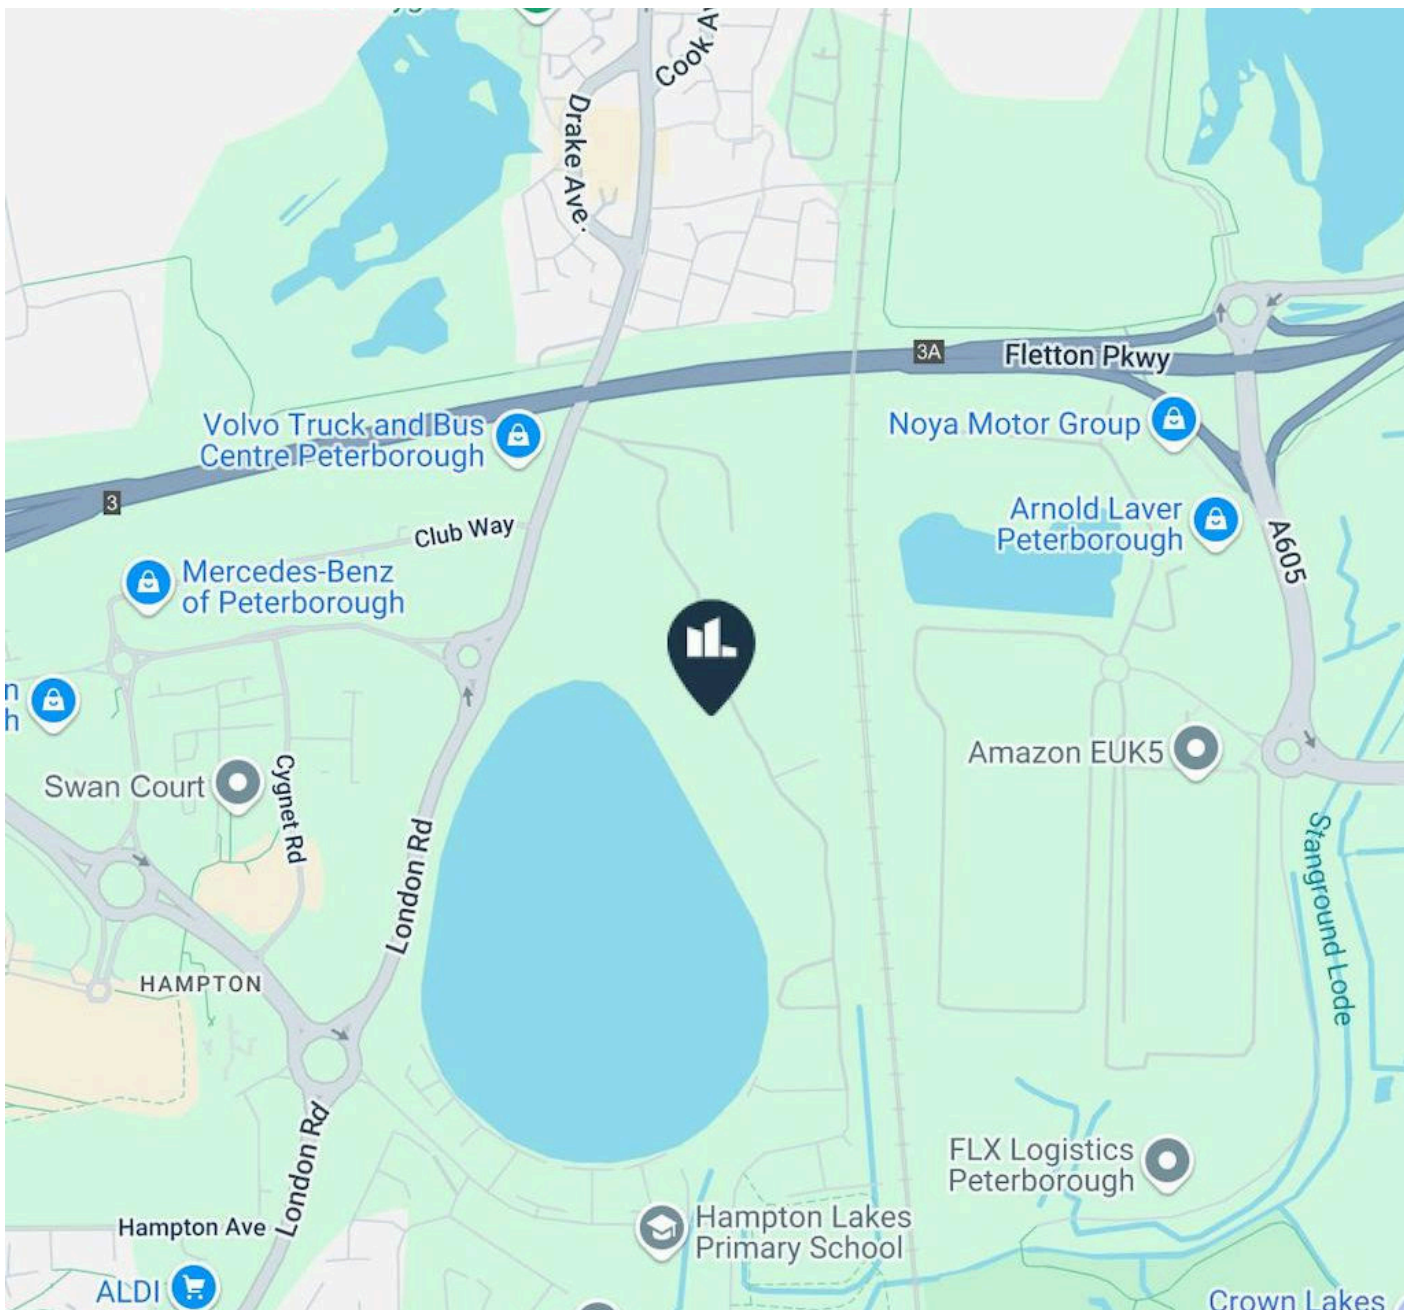 Cook Av
Drake Ave.
3A
Fletton Pkwy
Volvo Truck and Bus
Centre Peterborough
Noya Motor Group
3
Arnold Laver
Peterborough
A605
Club Way
Mercedes-Benz
of Peterborough
n
h
Amazon EUK5
Swan Court
Cygnet Rd
London Rd
Stanground Lode
HAMPTON
London Rd
FLX Logistics
Peterborough
Hampton Ave
Hampton Lakes
Primary School
ALDI
Crown Lakes